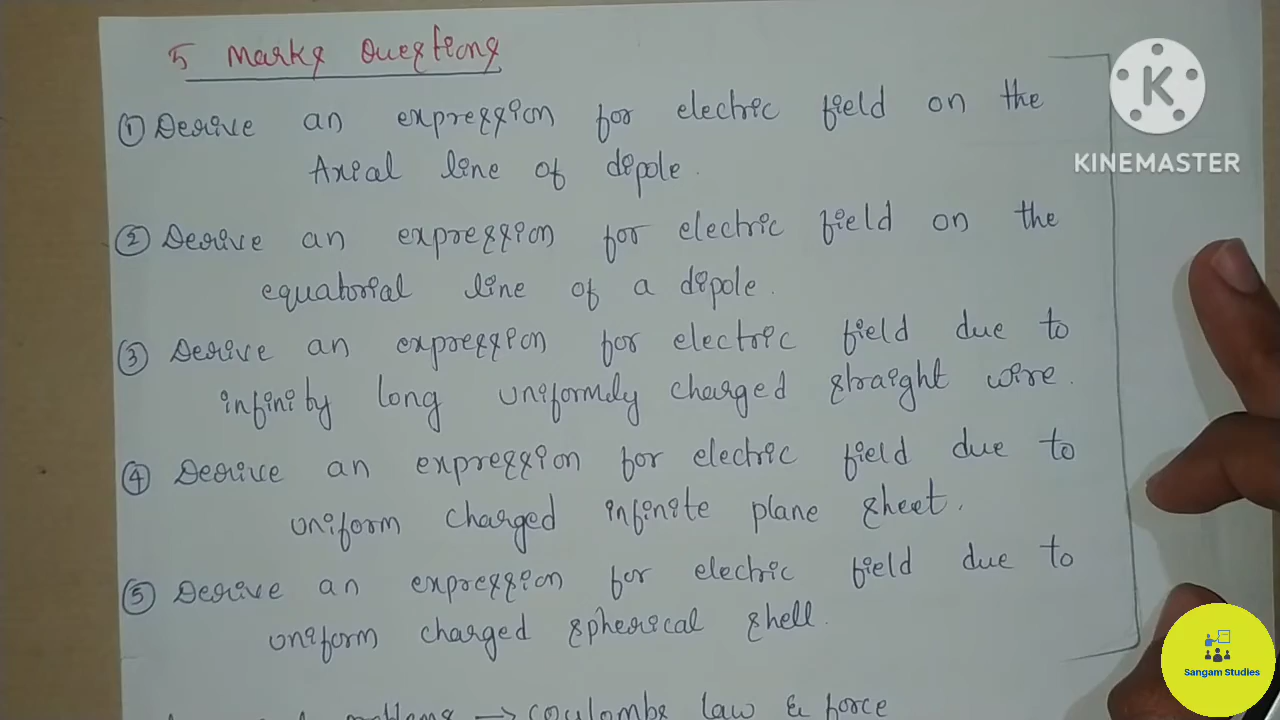 5 Marks Questions
① Derive an expression for electric field on the
Axial line of dipole.
② Derive an expression for electric field on the
equatorial line of a dipole.
③ Derive an expression for electric field due to
infinity long uniformly charged straight wire.
④ Derive an expression for electric field due to
uniform charged infinite plane sheet.
⑤ Derive an expression for electric field due to
uniform charged spherical shell.
→ coulombs law & force
K
KINEMASTER
Sangam Studies